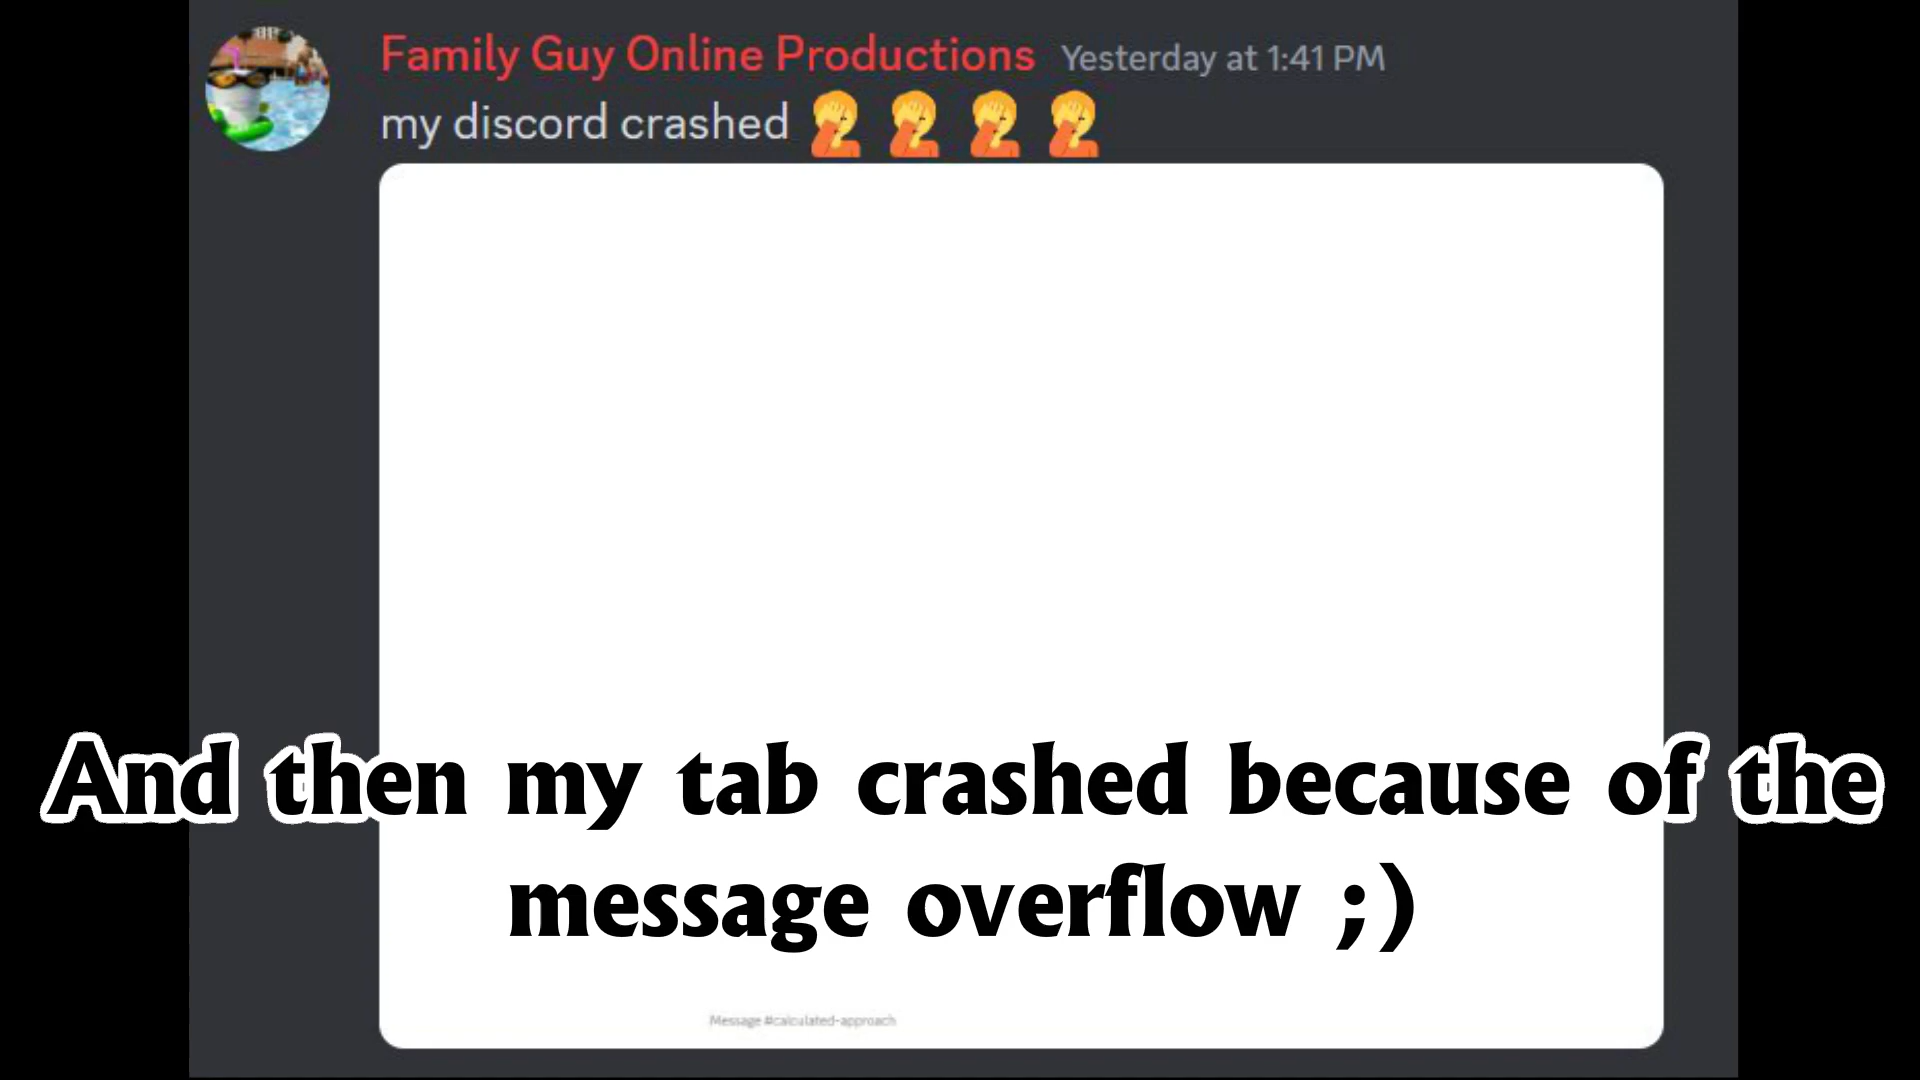 Family Guy Online Productions Yesterday at 1:41 PM
my discord crashed 🤦 🤦 🤦 🤦
And then my tab crashed because of the
message overflow ;)
Message #calculated-approach